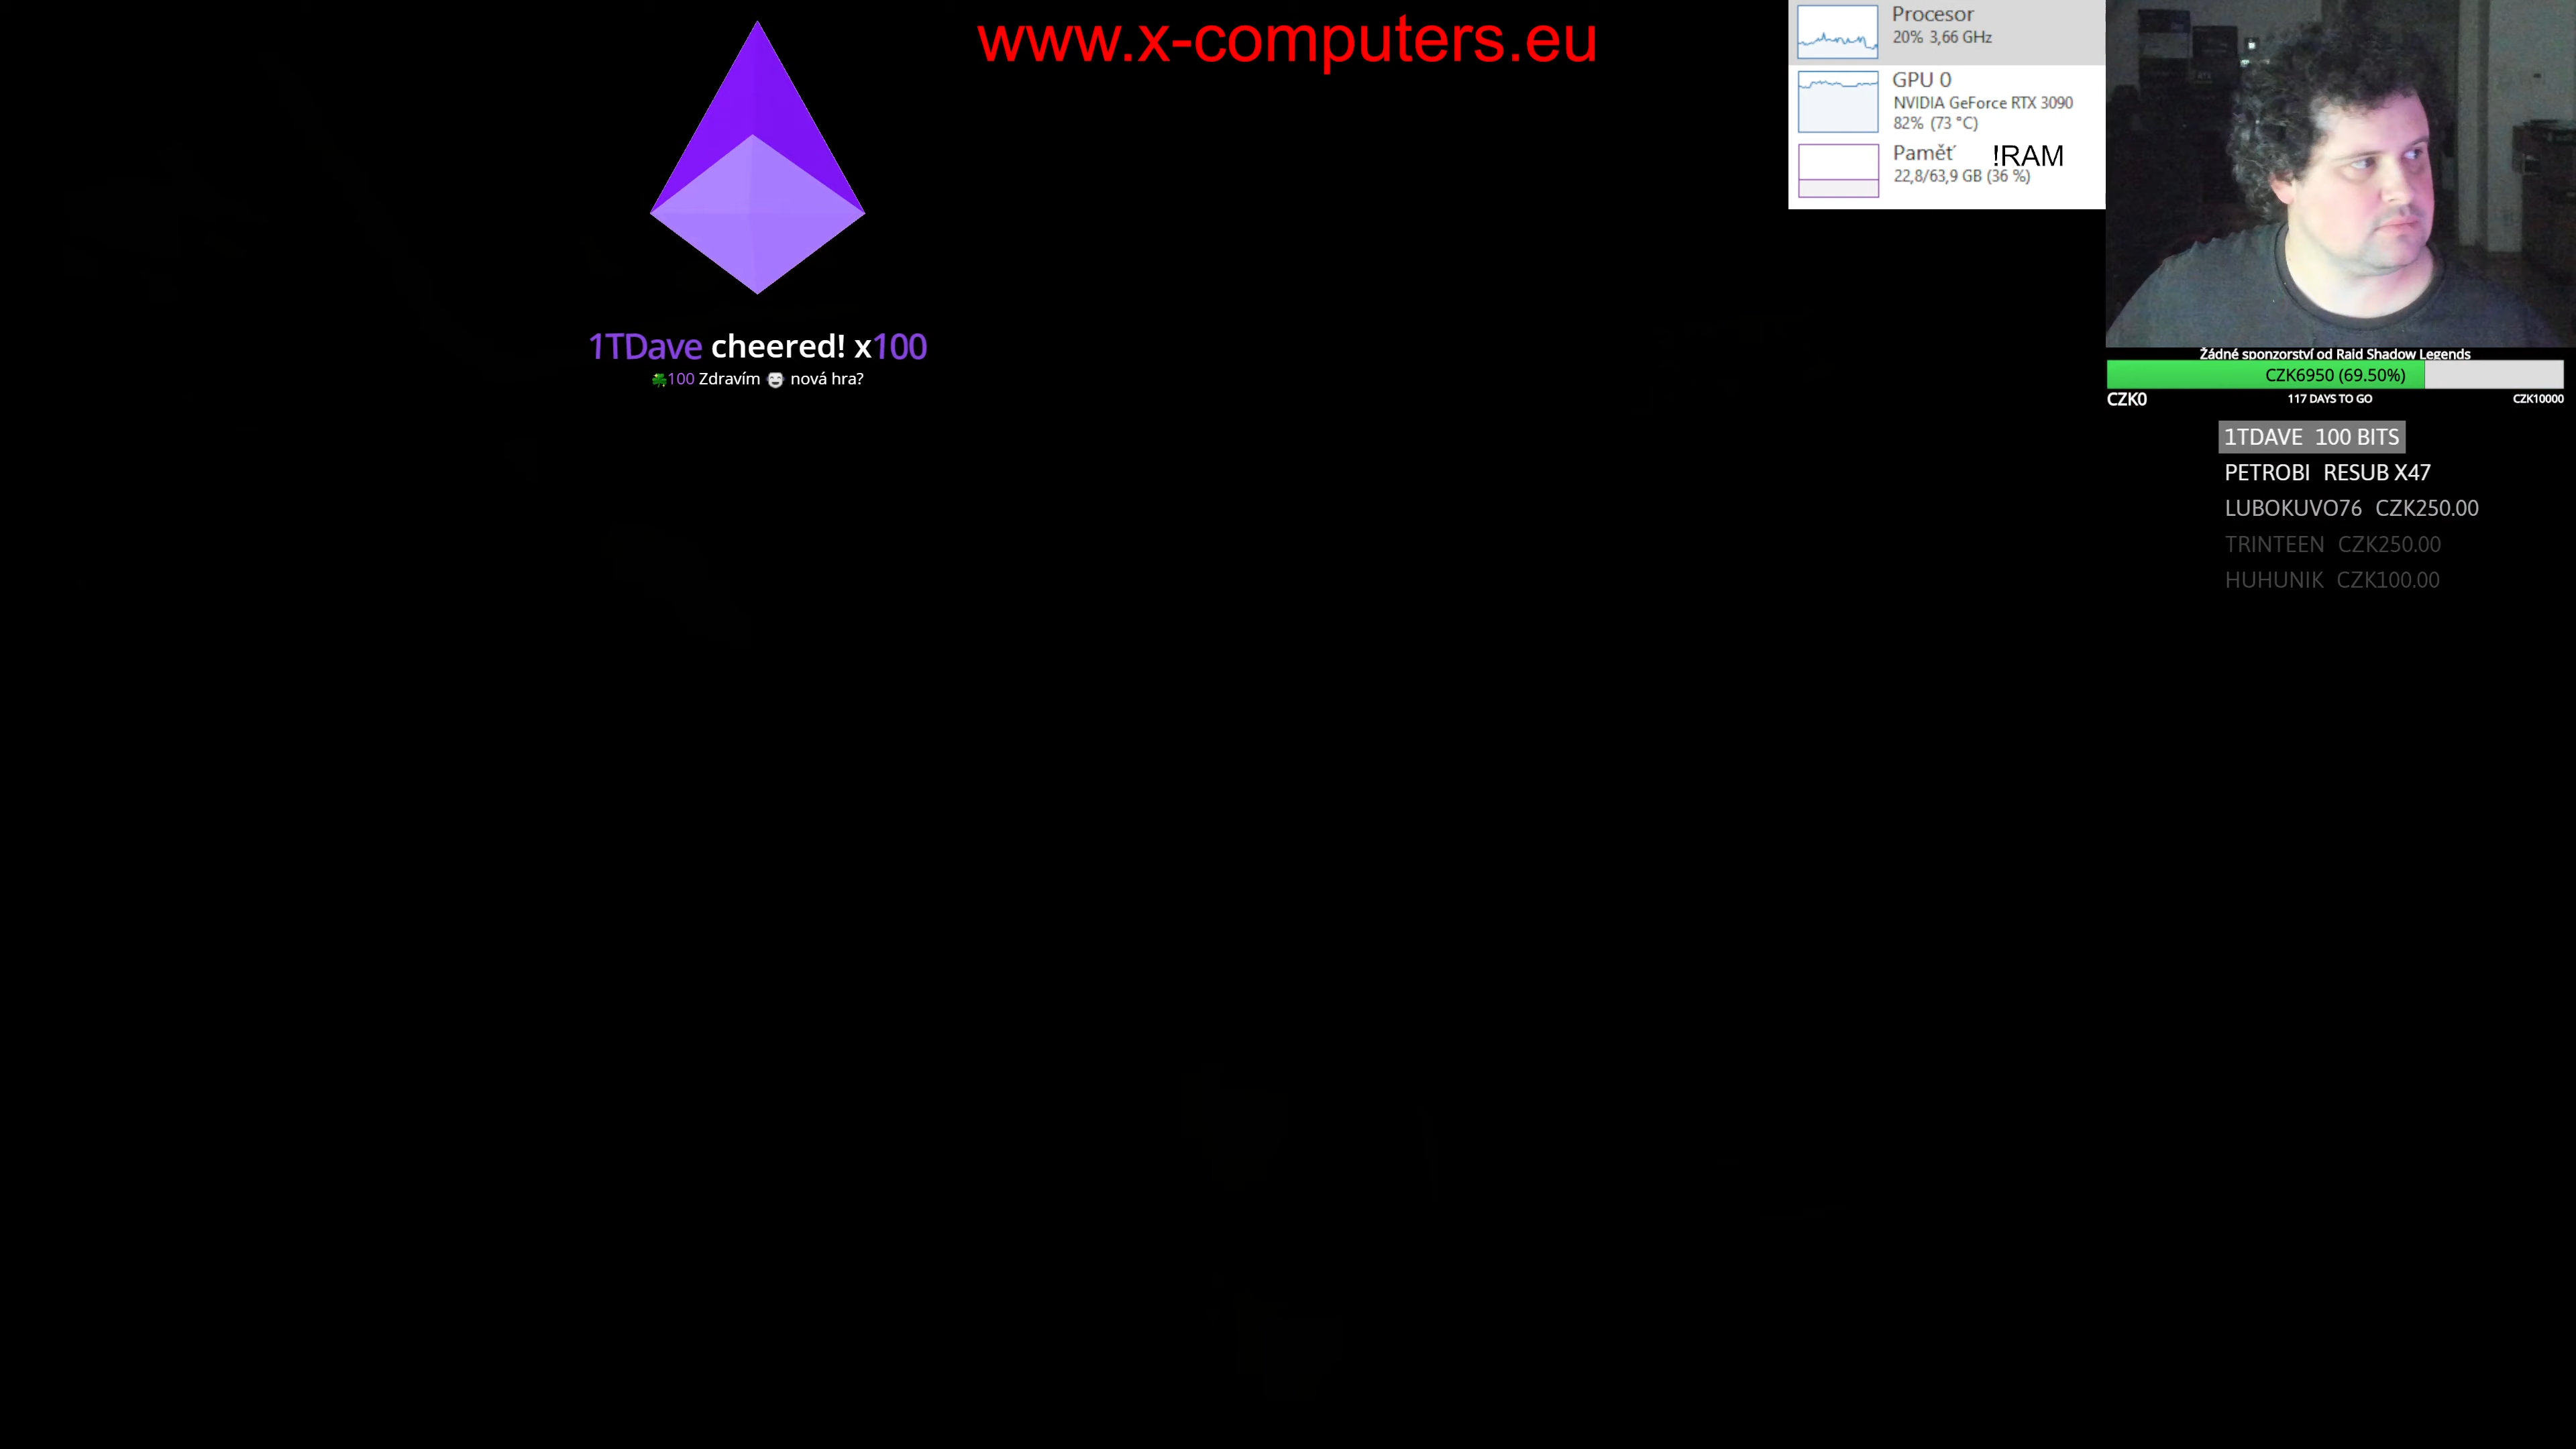 www.x-computers.eu
1TDave cheered! x100
100 Zdravím nová hra?
Procesor
20% 3,66 GHz
GPU 0
NVIDIA GeForce RTX 3090
82% (73 °C)
Paměť !RAM
22,8/63,9 GB (36 %)
Žádné sponzorství od Raid Shadow Legends
CZK6950 (69.50%)
CZK0 117 DAYS TO GO CZK10000
1TDAVE 100 BITS
PETROBI RESUB X47
LUBOKUVO76 CZK250.00
TRINTEEN CZK250.00
HUHUNIK CZK100.00